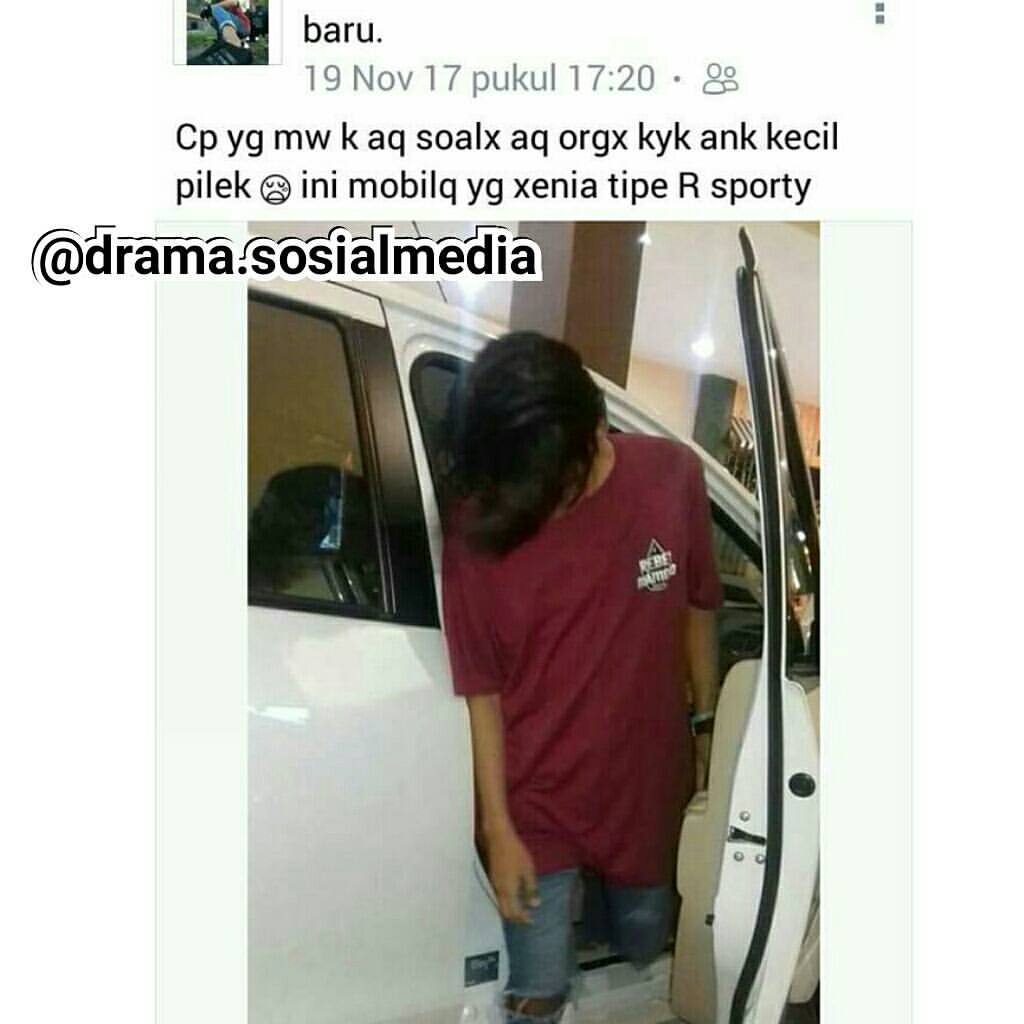 baru.
19 Nov 17 pukul 17:20 ·
Cp yg mw k aq soalx aq orgx kyk ank kecil
pilek 😢 ini mobilq yg xenia tipe R sporty
@drama.sosialmedia
REBEL